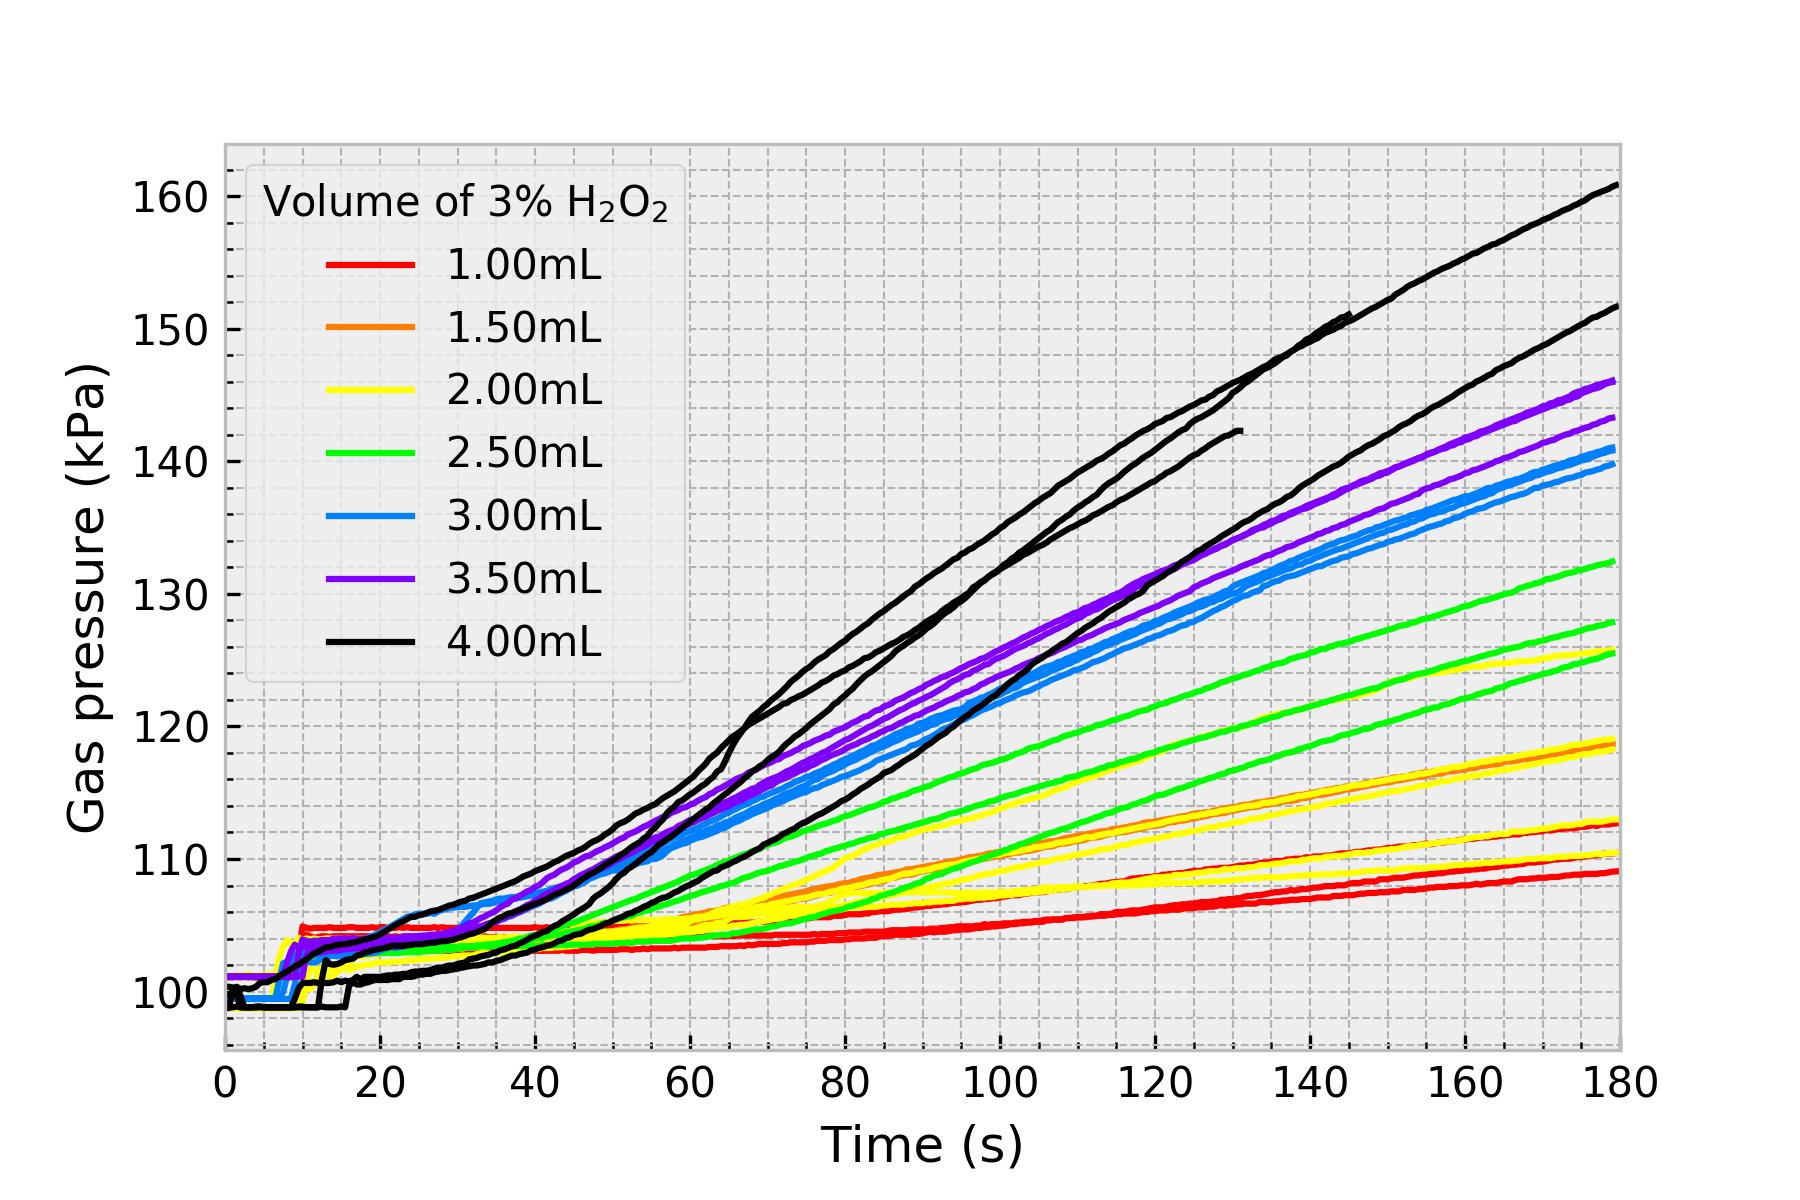 Volume of 3% H₂O₂
1.00mL
1.50mL
2.00mL
2.50mL
3.00mL
3.50mL
4.00mL
160
150
140
130
120
110
100
Gas pressure (kPa)
0 20 40 60 80 100 120 140 160 180
Time (s)